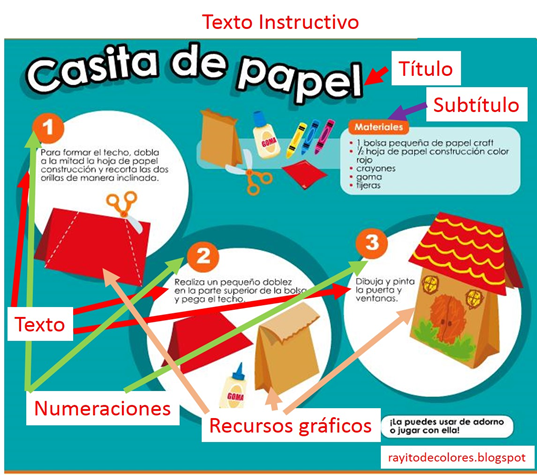 Texto Instructivo
Casita de papel
Título
Subtítulo
Materiales
• 1 bolsa pequeña de papel craft
• ½ hoja de papel construcción color
rojo
• crayones
• goma
• tijeras
GOMA
1
Para formar el techo, dobla
a la mitad la hoja de papel
construcción y recorta las dos
orillas de manera inclinada.
2
Realiza un pequeño doblez
en la parte superior de la bolsa
y pega el techo.
GOMA
3
Dibuja y pinta
la puerta y
ventanas.
Texto
Numeraciones
Recursos gráficos
¡La puedes usar de adorno
o jugar con ella!
rayitodecolores.blogspot